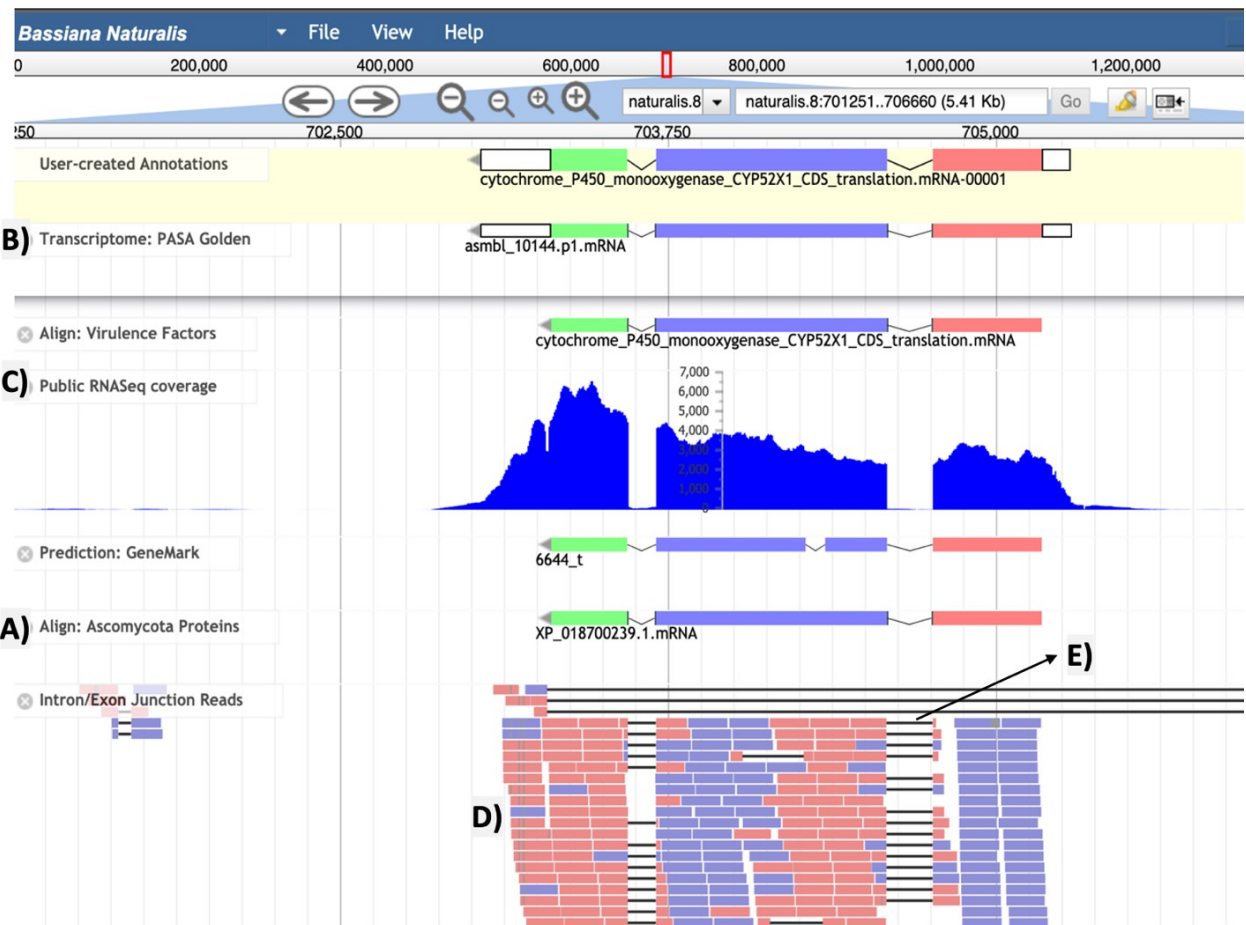 Bassiana Naturalis File View Help
0 200,000 400,000 600,000 800,000 1,000,000 1,200,000
naturalis.8 naturalis.8:701251..706660 (5.41 Kb) Go
250 702,500 703,750 705,000
User-created Annotations
cytochrome_P450_monooxygenase_CYP52X1_CDS_translation.mRNA-00001
B) Transcriptome: PASA Golden
asmbl_10144.p1.mRNA
Align: Virulence Factors
cytochrome_P450_monooxygenase_CYP52X1_CDS_translation.mRNA
C) Public RNASeq coverage
7,000
6,000
5,000
4,000
3,000
2,000
1,000
0
Prediction: GeneMark
6644_t
A) Align: Ascomycota Proteins
XP_018700239.1.mRNA
E)
Intron/Exon Junction Reads
D)